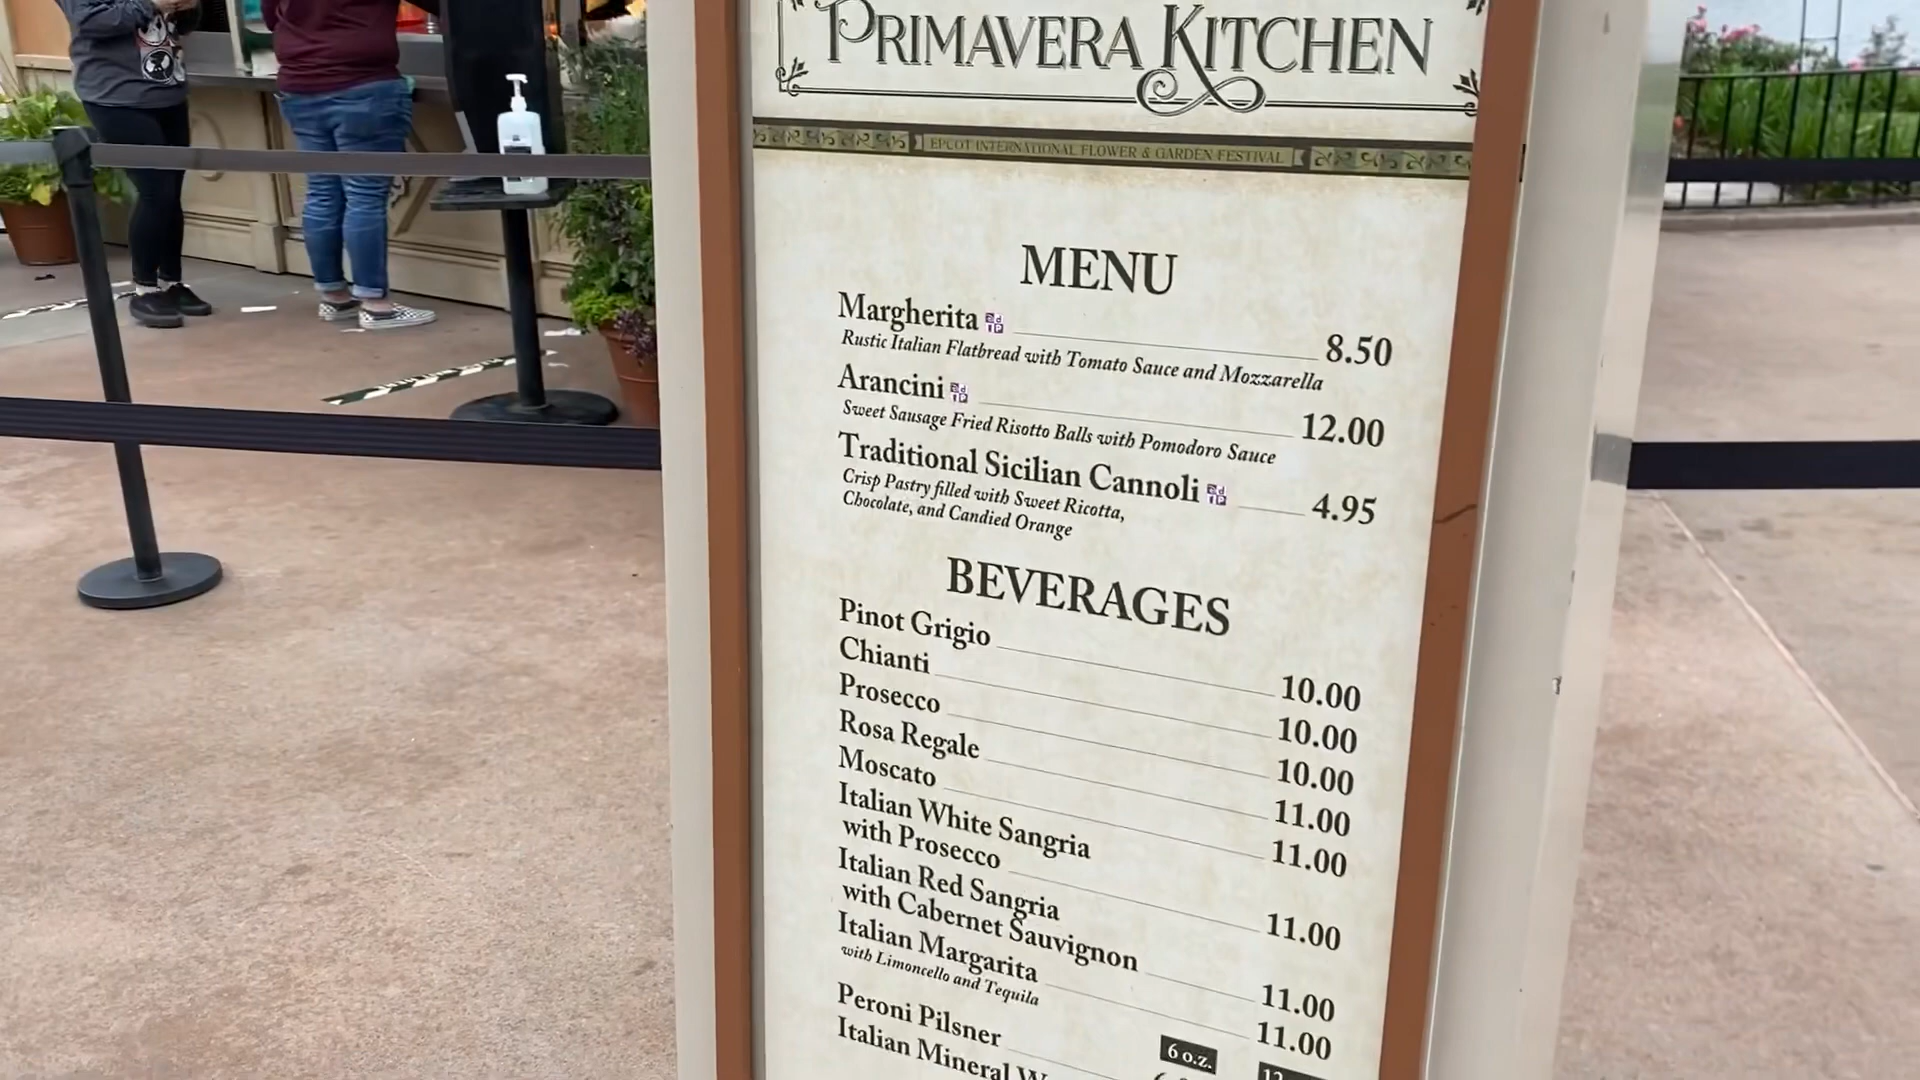 PRIMAVERA KITCHEN
EPCOT INTERNATIONAL FLOWER & GARDEN FESTIVAL
MENU
Margherita 8.50
Rustic Italian Flatbread with Tomato Sauce and Mozzarella
Arancini 12.00
Sweet Sausage Fried Risotto Balls with Pomodoro Sauce
Traditional Sicilian Cannoli 4.95
Crisp Pastry filled with Sweet Ricotta,
Chocolate, and Candied Orange
BEVERAGES
Pinot Grigio 10.00
Chianti 10.00
Prosecco 10.00
Rosa Regale 11.00
Moscato 11.00
Italian White Sangria
with Prosecco 11.00
Italian Red Sangria
with Cabernet Sauvignon 11.00
Italian Margarita 11.00
with Limoncello and Tequila
6 o.z. 12
Peroni Pilsner
Italian Mineral